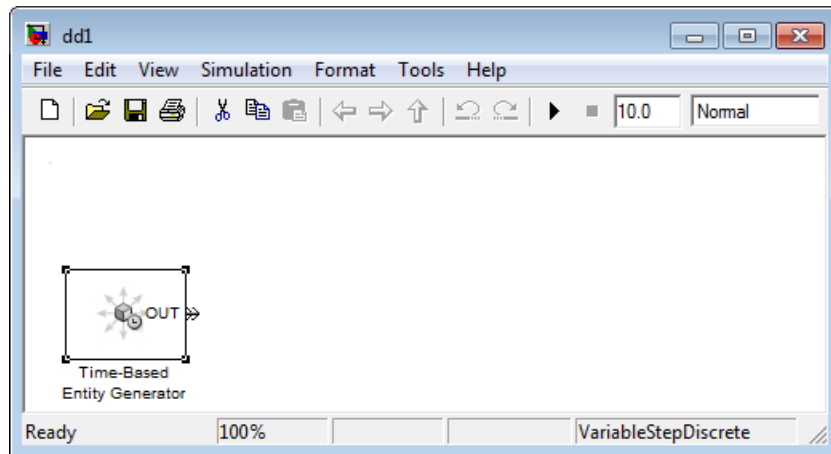 dd1
File Edit View Simulation Format Tools Help
10.0 Normal
OUT
Time-Based
Entity Generator
Ready 100% VariableStepDiscrete